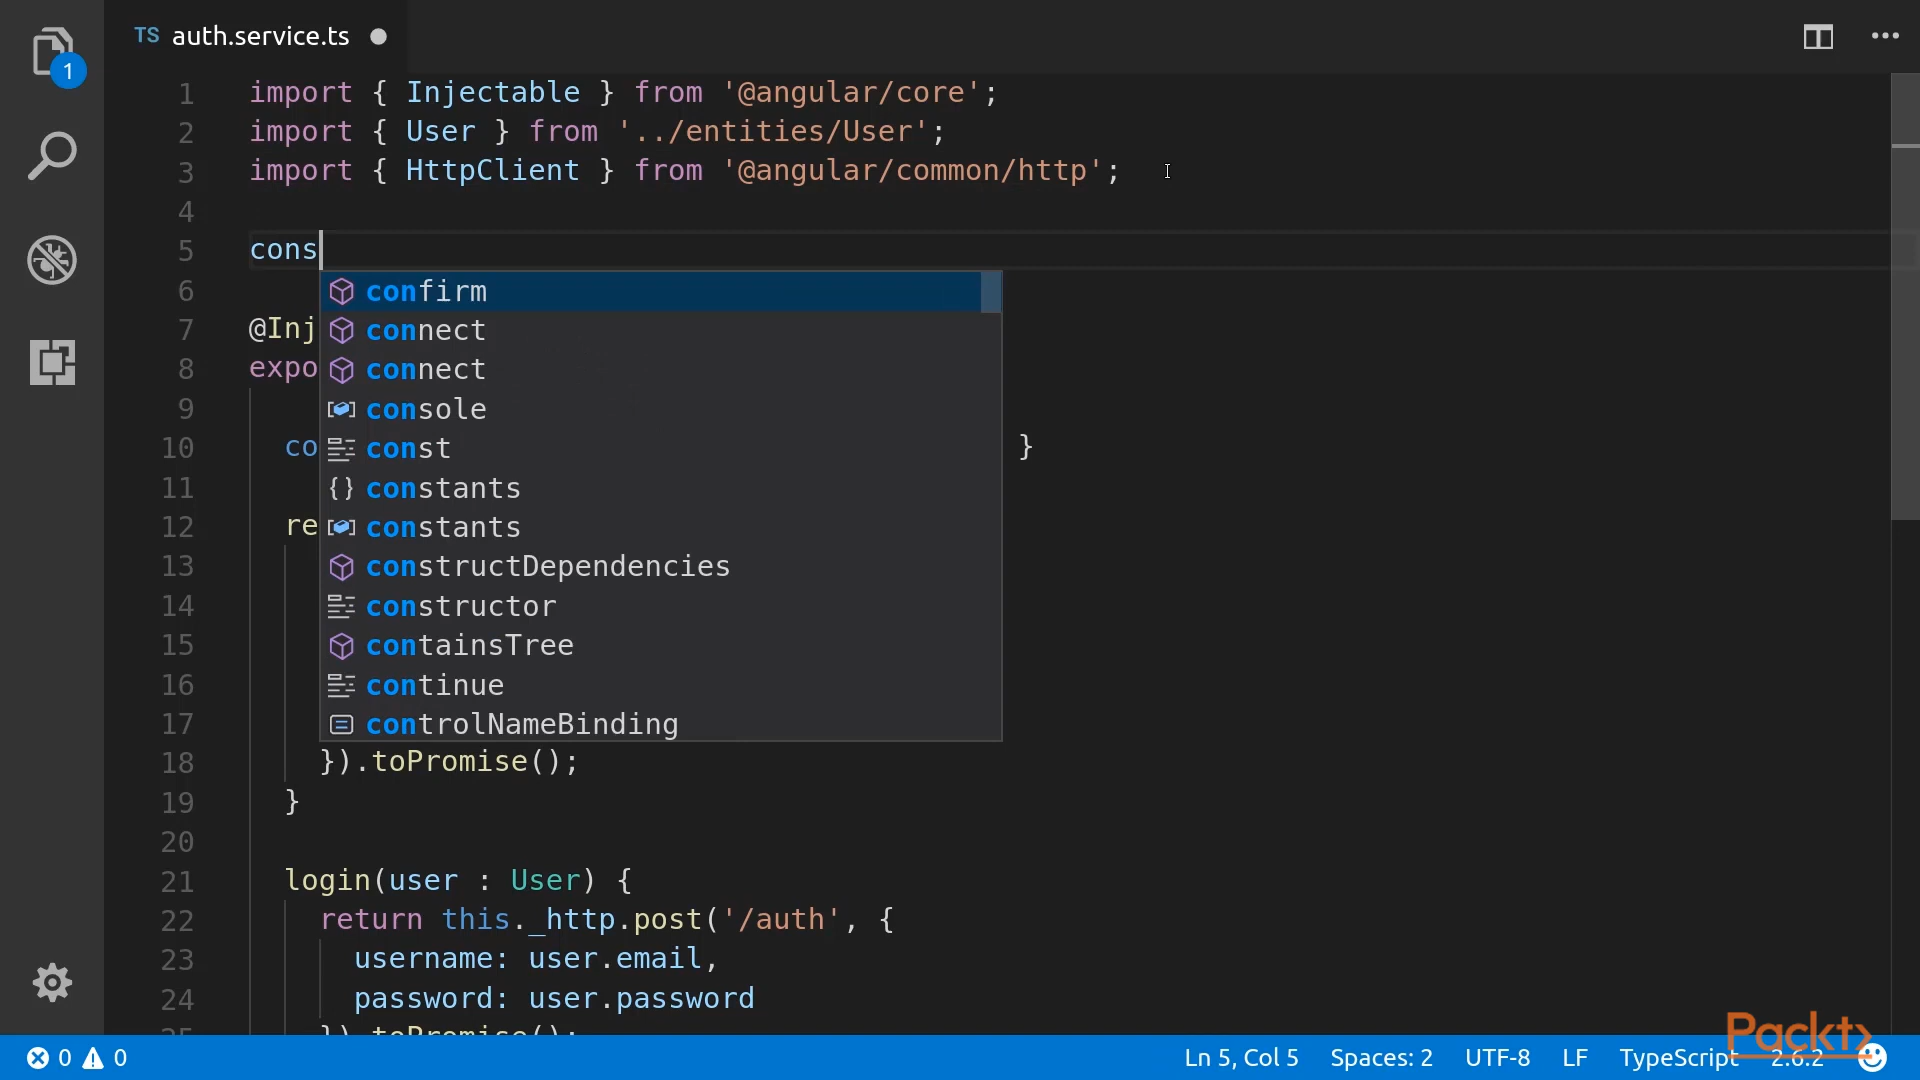 1
TS auth.service.ts
1 import { Injectable } from '@angular/core';
2 import { User } from '../entities/User';
3 import { HttpClient } from '@angular/common/http';
4
5 cons
6 confirm
7 @Inj connect
8 expo connect
9 console
10 co const }
11 constants
12 re constants
13 constructDependencies
14 constructor
15 containsTree
16 continue
17 controlNameBinding
18 }).toPromise();
19 }
20
21 login(user : User) {
22 return this._http.post('/auth', {
23 username: user.email,
24 password: user.password
25 }).toPromise();
Packt>
0 0 Ln 5, Col 5 Spaces: 2 UTF-8 LF TypeScript 2.6.2